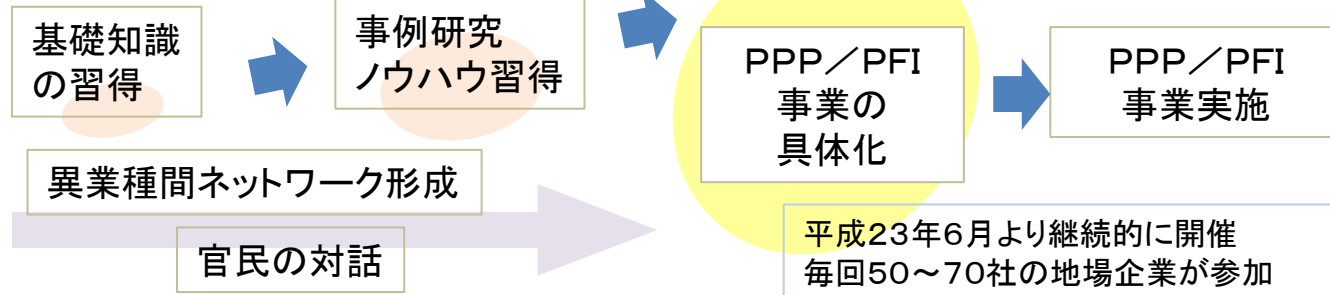 基礎知識
の習得
事例研究
ノウハウ習得
ＰＰＰ／ＰＦＩ
事業の
具体化
ＰＰＰ／ＰＦＩ
事業実施
異業種間ネットワーク形成
官民の対話
平成２３年６月より継続的に開催
毎回５０～７０社の地場企業が参加